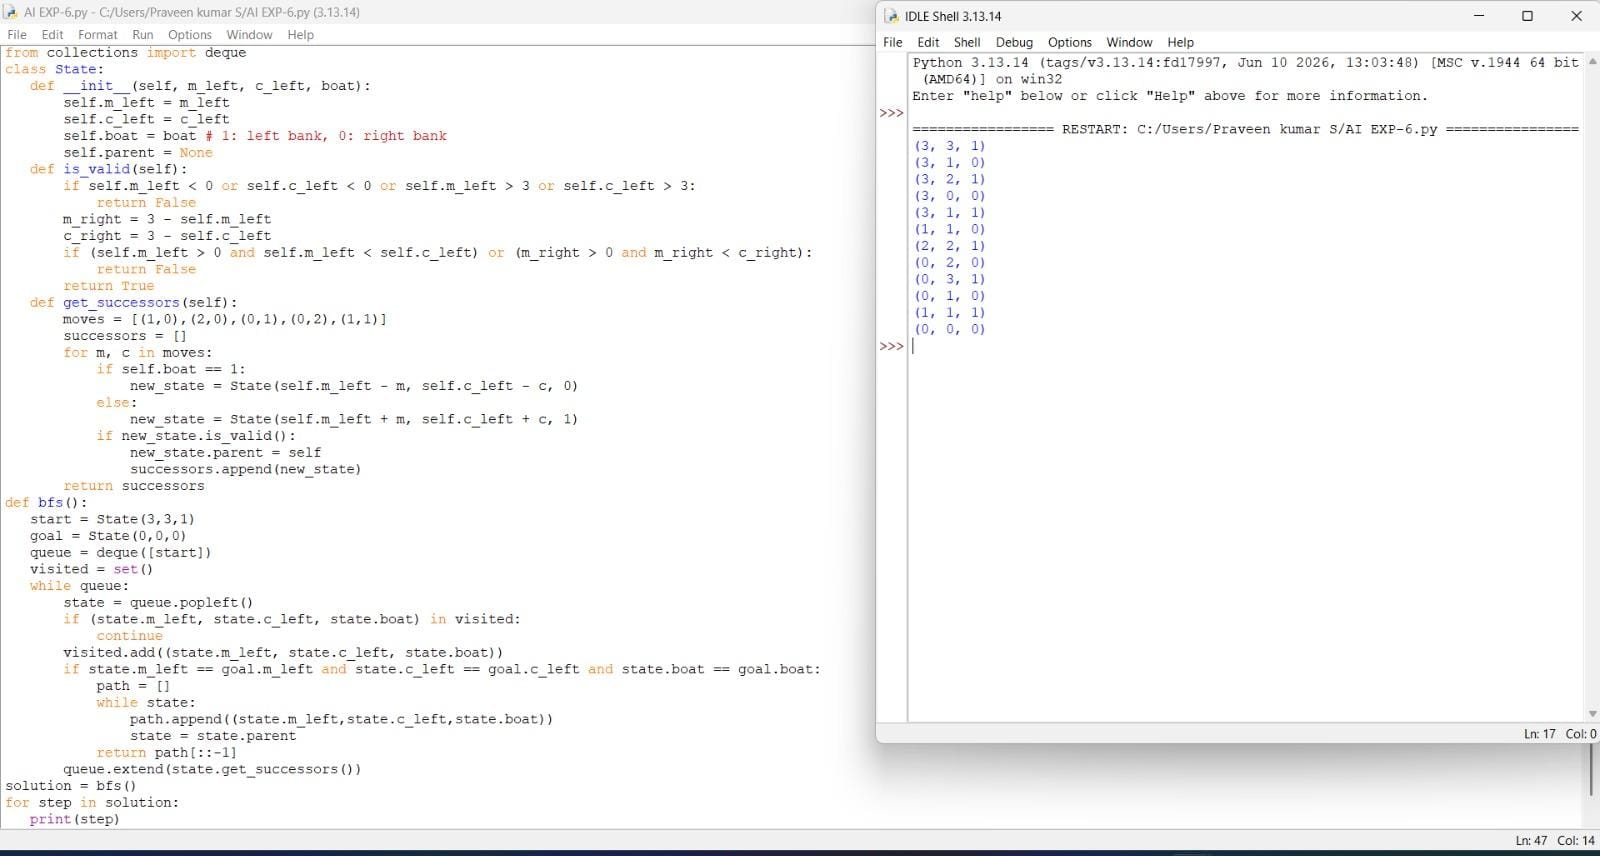 AI EXP-6.py - C:/Users/Praveen kumar S/AI EXP-6.py (3.13.14)
File Edit Format Run Options Window Help
from collections import deque
class State:
   def __init__(self, m_left, c_left, boat):
       self.m_left = m_left
       self.c_left = c_left
       self.boat = boat # 1: left bank, 0: right bank
       self.parent = None
   def is_valid(self):
       if self.m_left < 0 or self.c_left < 0 or self.m_left > 3 or self.c_left > 3:
           return False
       m_right = 3 - self.m_left
       c_right = 3 - self.c_left
       if (self.m_left > 0 and self.m_left < self.c_left) or (m_right > 0 and m_right < c_right):
           return False
       return True
   def get_successors(self):
       moves = [(1,0),(2,0),(0,1),(0,2),(1,1)]
       successors = []
       for m, c in moves:
           if self.boat == 1:
               new_state = State(self.m_left - m, self.c_left - c, 0)
           else:
               new_state = State(self.m_left + m, self.c_left + c, 1)
           if new_state.is_valid():
               new_state.parent = self
               successors.append(new_state)
       return successors
def bfs():
   start = State(3,3,1)
   goal = State(0,0,0)
   queue = deque([start])
   visited = set()
   while queue:
       state = queue.popleft()
       if (state.m_left, state.c_left, state.boat) in visited:
           continue
       visited.add((state.m_left, state.c_left, state.boat))
       if state.m_left == goal.m_left and state.c_left == goal.c_left and state.boat == goal.boat:
           path = []
           while state:
               path.append((state.m_left,state.c_left,state.boat))
               state = state.parent
           return path[::-1]
       queue.extend(state.get_successors())
solution = bfs()
for step in solution:
   print(step)
Ln: 47 Col: 14
IDLE Shell 3.13.14
File Edit Shell Debug Options Window Help
Python 3.13.14 (tags/v3.13.14:fd17997, Jun 10 2026, 13:03:48) [MSC v.1944 64 bit
 (AMD64)] on win32
Enter "help" below or click "Help" above for more information.
>>>
================= RESTART: C:/Users/Praveen kumar S/AI EXP-6.py ================
(3, 3, 1)
(3, 1, 0)
(3, 2, 1)
(3, 0, 0)
(3, 1, 1)
(1, 1, 0)
(2, 2, 1)
(0, 2, 0)
(0, 3, 1)
(0, 1, 0)
(1, 1, 1)
(0, 0, 0)
>>>
Ln: 17 Col: 0